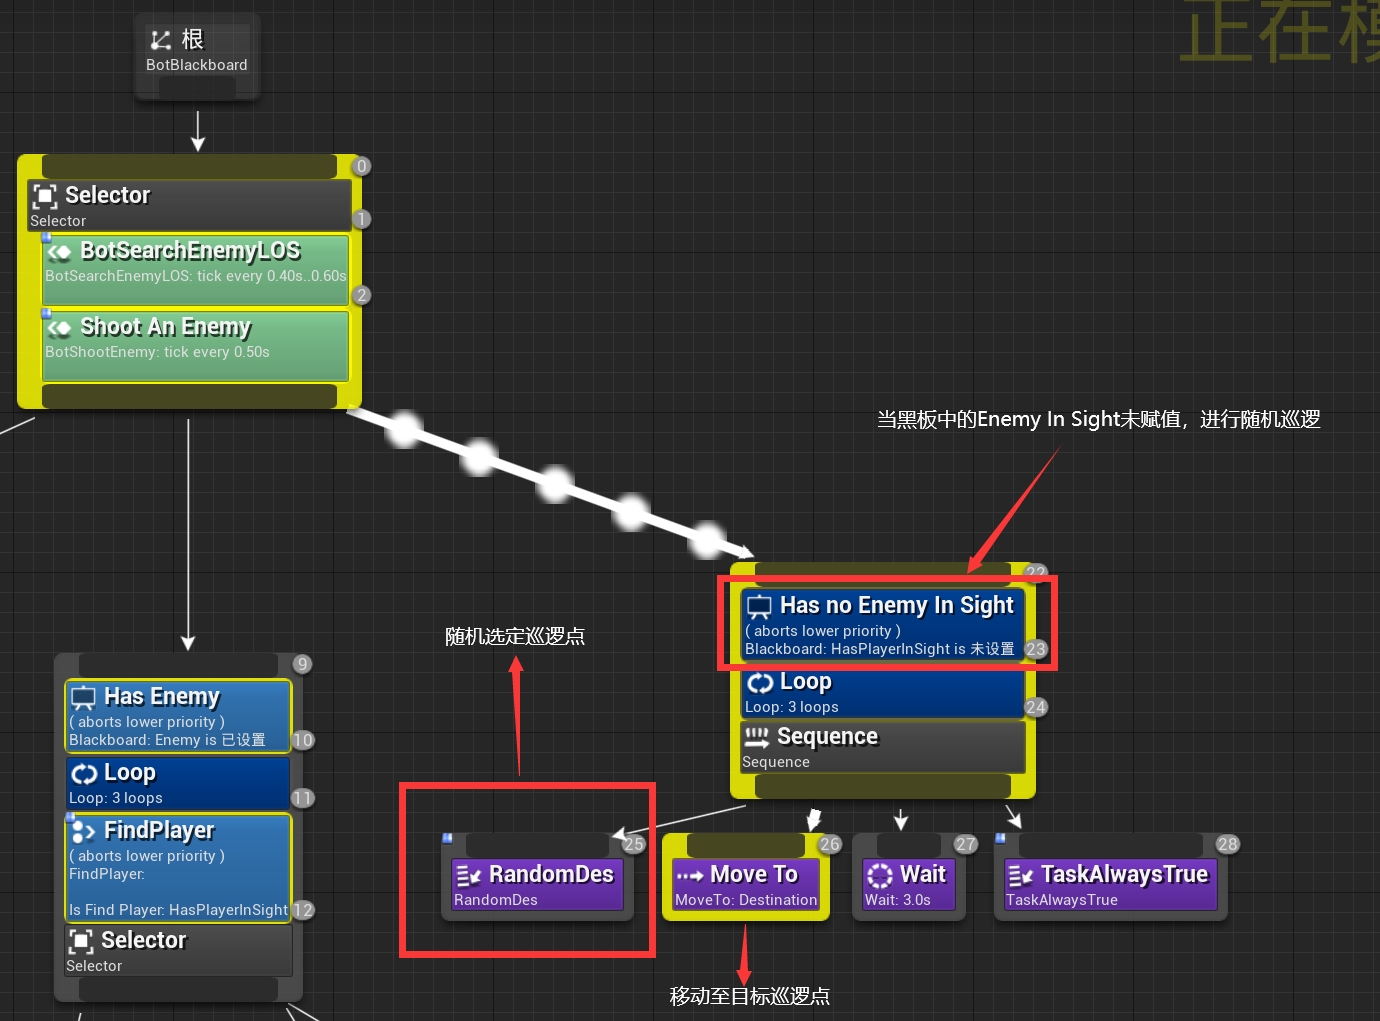 根
BotBlackboard
正在模
0
Selector
Selector
1
BotSearchEnemyLOS
BotSearchEnemyLOS: tick every 0.40s..0.60s
2
Shoot An Enemy
BotShootEnemy: tick every 0.50s
当黑板中的Enemy In Sight未赋值，进行随机巡逻
22
Has no Enemy In Sight
( aborts lower priority )
Blackboard: HasPlayerInSight is 未设置
23
Loop
Loop: 3 loops
24
Sequence
Sequence
随机选定巡逻点
9
Has Enemy
( aborts lower priority )
Blackboard: Enemy is 已设置
10
Loop
Loop: 3 loops
11
FindPlayer
( aborts lower priority )
FindPlayer:
Is Find Player: HasPlayerInSight
12
Selector
Selector
25
RandomDes
RandomDes
26
Move To
MoveTo: Destination
27
Wait
Wait: 3.0s
28
TaskAlwaysTrue
TaskAlwaysTrue
移动至目标巡逻点